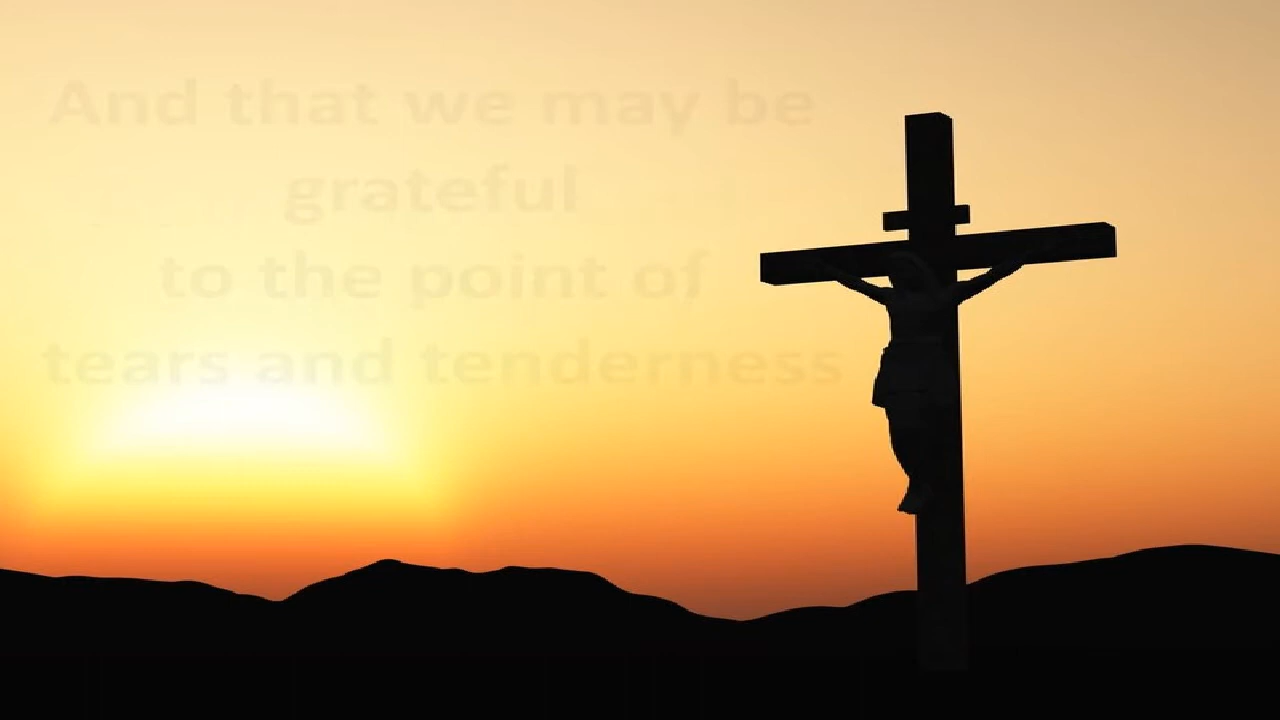 And that we may be
grateful
to the point of
tears and tenderness